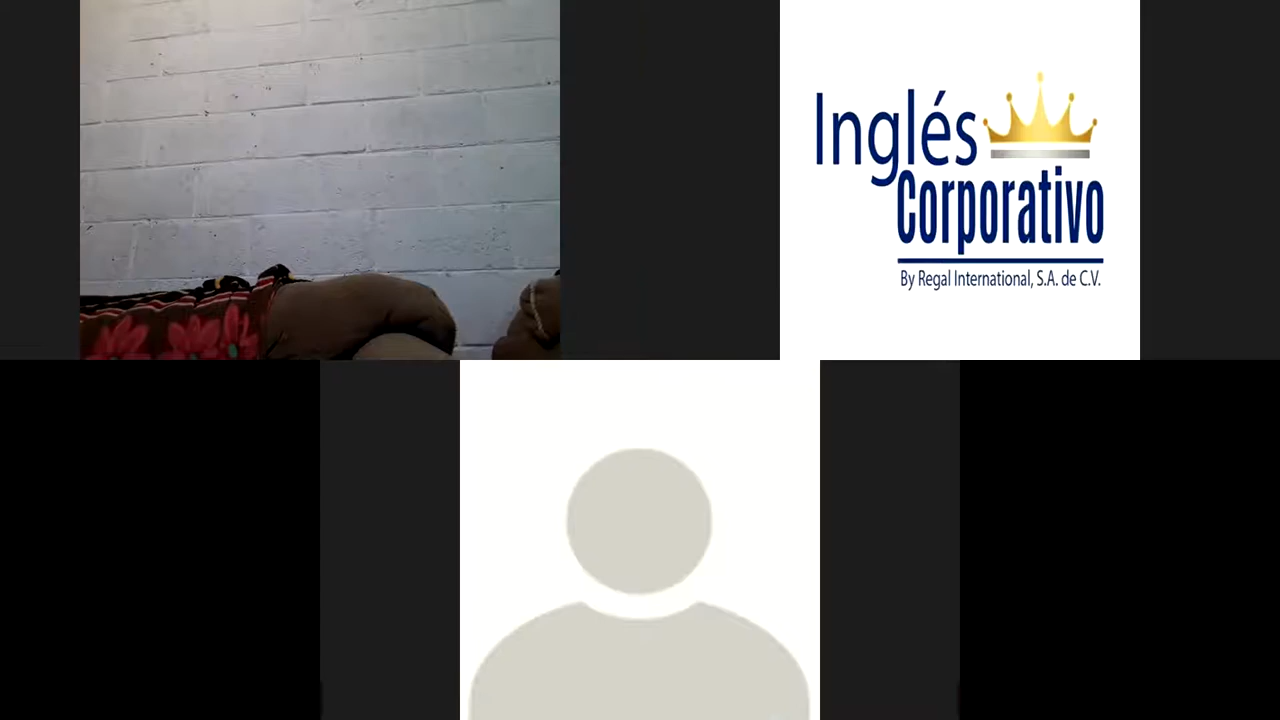 Inglés
Corporativo
By Regal International, S.A. de C.V.